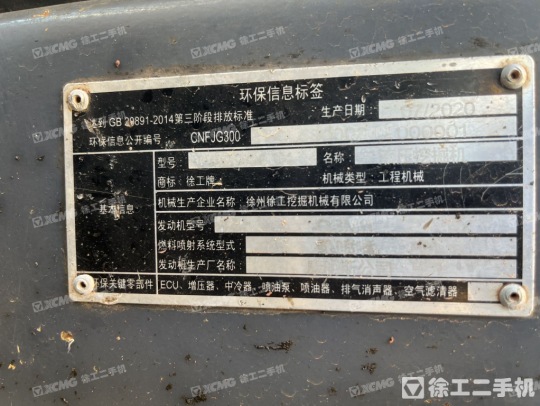 环保信息标签
达到 GB 20891-2014第三阶段排放标准 生产日期： /2020
环保信息公开编号 CNFJG300
型号： 名称：
商标：徐工牌 机械类型：工程机械
基本信息
机械生产企业名称：徐州徐工挖掘机械有限公司
发动机型号：
燃料喷射系统型式：
发动机生产厂名称：
环保关键零部件 ECU、增压器、中冷器、喷油泵、喷油器、排气消声器、空气滤清器
徐工二手机
XCMG 徐工二手机